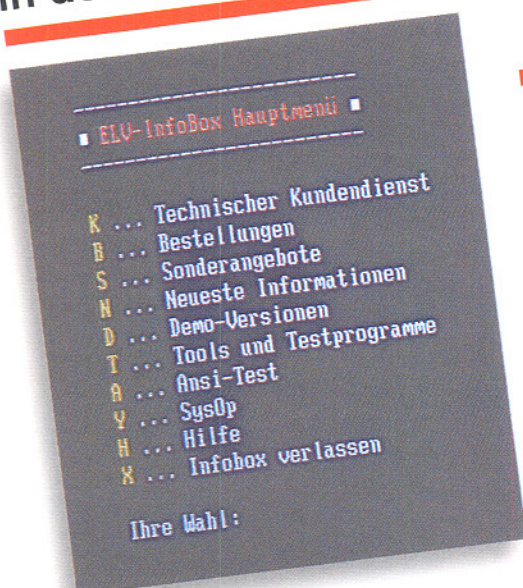 ■ ELV-InfoBox Hauptmenü ■
K ... Technischer Kundendienst
B ... Bestellungen
S ... Sonderangebote
N ... Neueste Informationen
D ... Demo-Versionen
T ... Tools und Testprogramme
A ... Ansi-Test
Y ... SysOp
H ... Hilfe
X ... Infobox verlassen
Ihre Wahl: